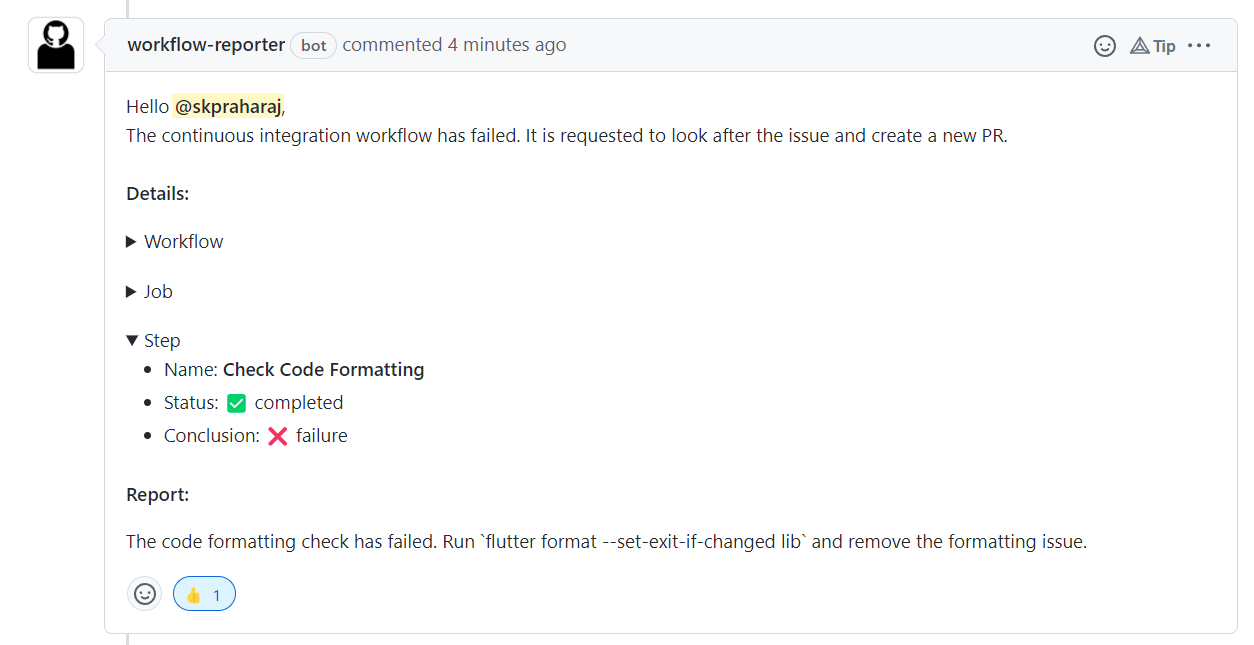 workflow-reporter bot commented 4 minutes ago Tip
Hello @skpraharaj,
The continuous integration workflow has failed. It is requested to look after the issue and create a new PR.
Details:
Workflow
Job
Step
Name: Check Code Formatting
Status: ✅ completed
Conclusion: ❌ failure
Report:
The code formatting check has failed. Run `flutter format --set-exit-if-changed lib` and remove the formatting issue.
👍 1